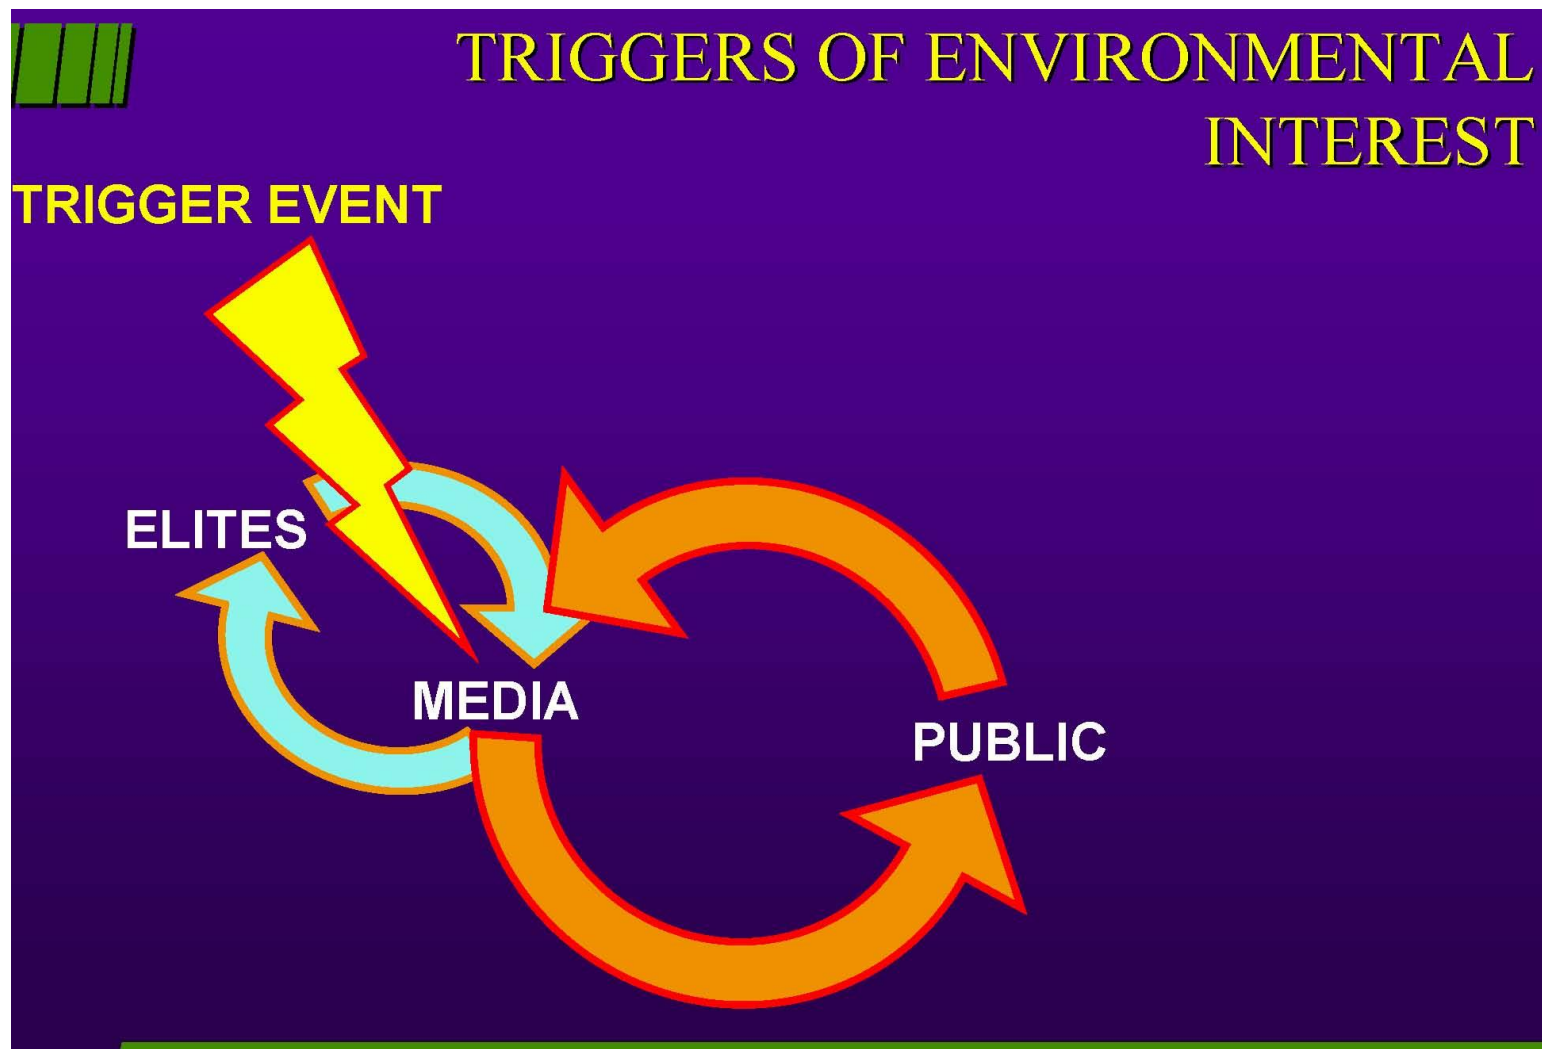 TRIGGERS OF ENVIRONMENTAL
INTEREST
TRIGGER EVENT
ELITES
MEDIA
PUBLIC